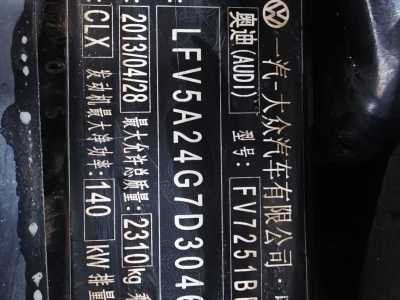 一汽-大众汽车有限公司
奥迪(AUDI) 型号: FV7251B
LFV5A24G7D304
2013/04/28 最大允许总质量: 2310kg
CLX 发动机最大净功率: 140 kW 排量